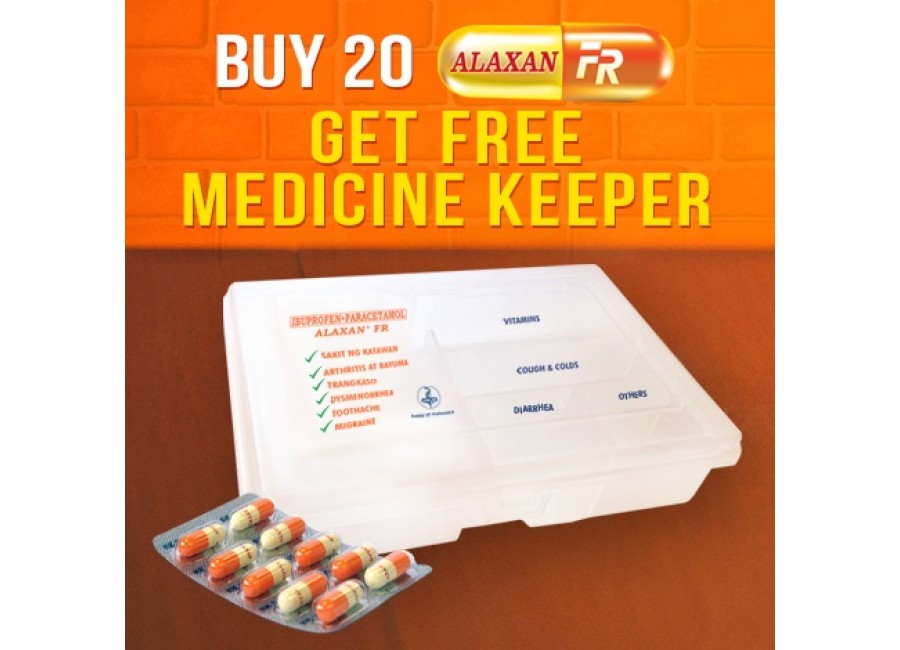 BUY 20 ALAXAN FR
GET FREE
MEDICINE KEEPER
IBUPROFEN-PARACETAMOL
ALAXAN® FR
SAKIT NG KATAWAN
ARTHRITIS AT RAYUMA
TRANGKASO
DYSMENORRHEA
TOOTHACHE
MIGRAINE
VITAMINS
COUGH & COLDS
DIARRHEA
OTHERS